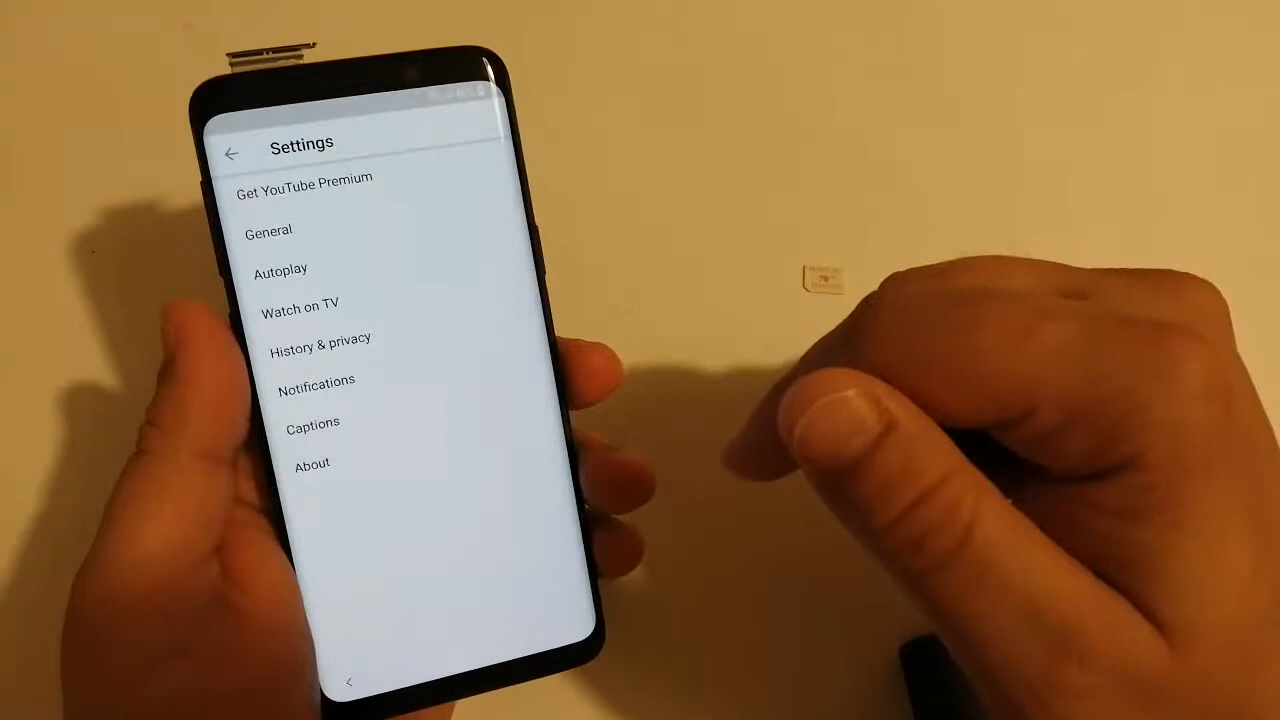 Settings
Get YouTube Premium
General
Autoplay
Watch on TV
History & privacy
Notifications
Captions
About